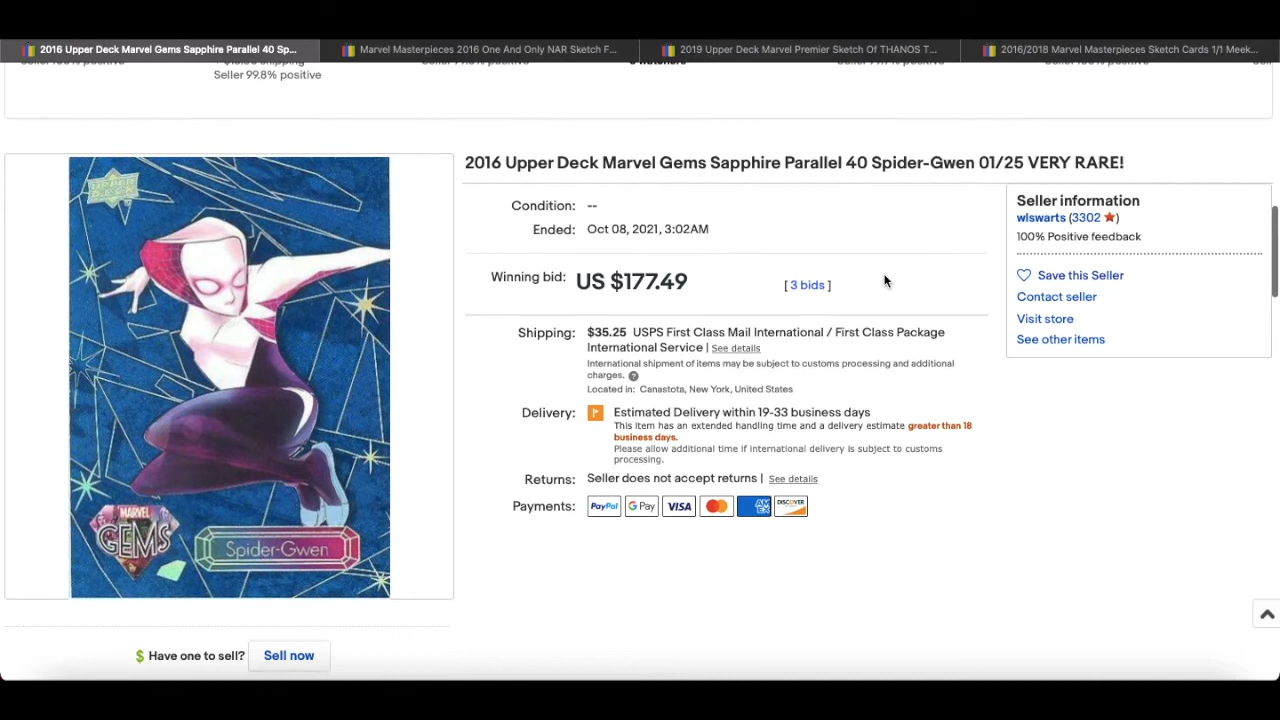 2016 Upper Deck Marvel Gems Sapphire Parallel 40 Sp...
Marvel Masterpieces 2016 One And Only NAR Sketch F...
2019 Upper Deck Marvel Premier Sketch Of THANOS T...
2016/2018 Marvel Masterpieces Sketch Cards 1/1 Meek...
Seller 99.8% positive
2016 Upper Deck Marvel Gems Sapphire Parallel 40 Spider-Gwen 01/25 VERY RARE!
Condition: --
Ended: Oct 08, 2021, 3:02AM
Winning bid: US $177.49 [ 3 bids ]
Shipping: $35.25 USPS First Class Mail International / First Class Package
International Service | See details
International shipment of items may be subject to customs processing and additional
charges. ?
Located in: Canastota, New York, United States
Delivery: Estimated Delivery within 19-33 business days
This item has an extended handling time and a delivery estimate greater than 18
business days.
Please allow additional time if international delivery is subject to customs
processing.
Returns: Seller does not accept returns | See details
Payments: PayPal G Pay VISA AM EX DISCOVER
Seller information
wlswarts (3302 ★)
100% Positive feedback
Save this Seller
Contact seller
Visit store
See other items
UPPER DECK
MARVEL
GEMS
Spider-Gwen
Have one to sell? Sell now